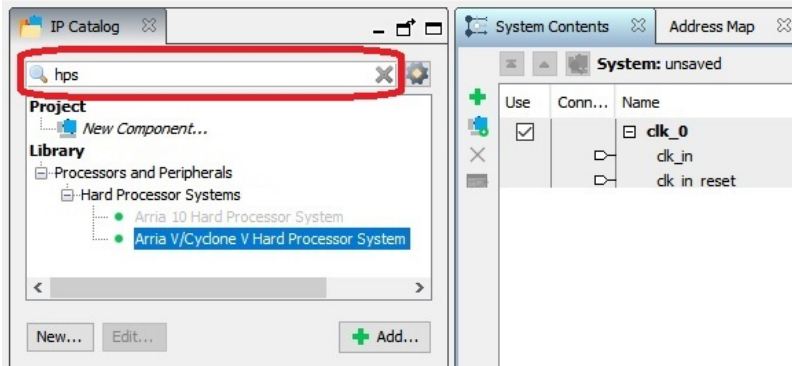 IP Catalog
hps
Project
New Component...
Library
Processors and Peripherals
Hard Processor Systems
Arria 10 Hard Processor System
Arria V/Cyclone V Hard Processor System
New... Edit... Add...
System Contents Address Map
System: unsaved
Use Conn... Name
clk_0
clk_in
clk_in_reset